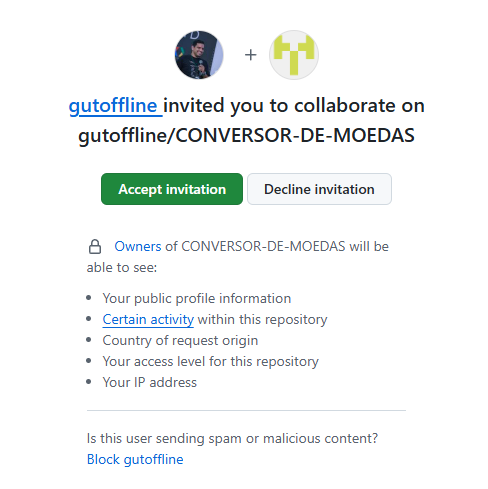 +
gutoffline invited you to collaborate on
gutoffline/CONVERSOR-DE-MOEDAS
Accept invitation
Decline invitation
Owners of CONVERSOR-DE-MOEDAS will be
able to see:
Your public profile information
Certain activity within this repository
Country of request origin
Your access level for this repository
Your IP address
Is this user sending spam or malicious content?
Block gutoffline